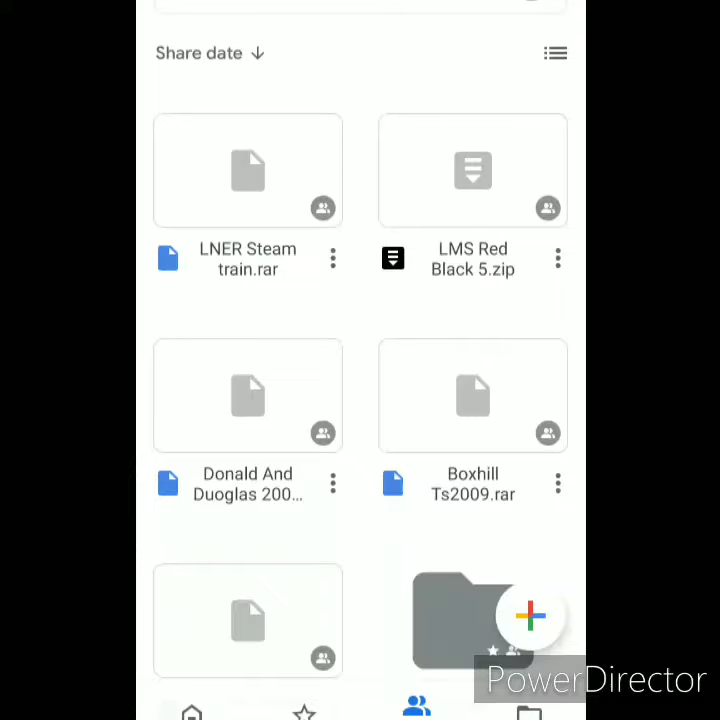 Share date
LNER Steam
train.rar
LMS Red
Black 5.zip
Donald And
Duoglas 200...
Boxhill
Ts2009.rar
PowerDirector